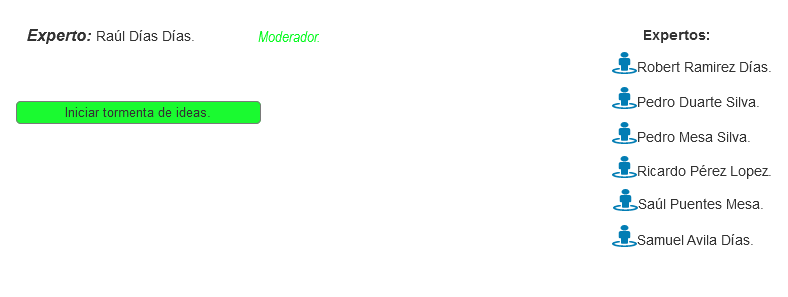 Experto: Raúl Días Días. Moderador.
Iniciar tormenta de ideas.
Expertos:
Robert Ramirez Días.
Pedro Duarte Silva.
Pedro Mesa Silva.
Ricardo Pérez Lopez.
Saúl Puentes Mesa.
Samuel Avila Días.